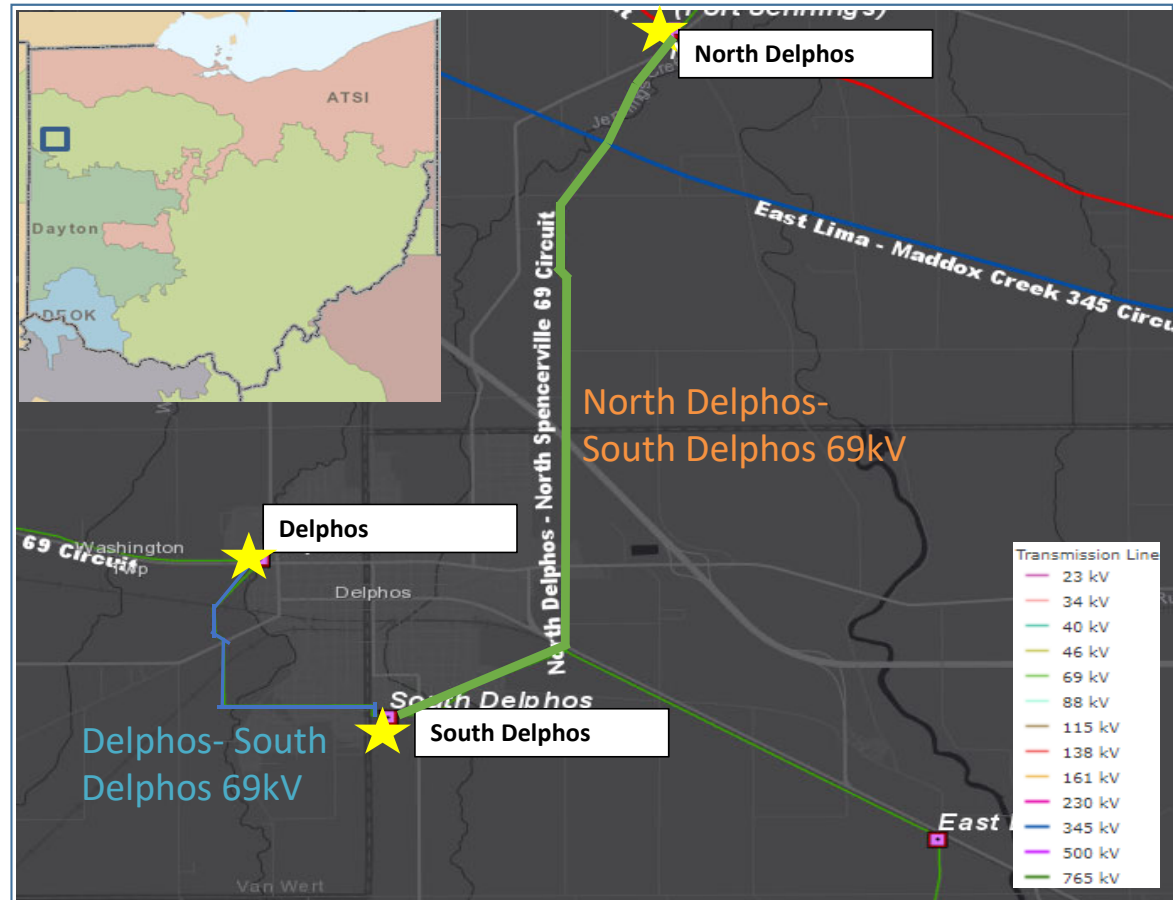 (Fort Jennings)
North Delphos
ATSI
Dayton
DEOK
Jennings
East Lima - Maddox Creek 345 Circu
North Delphos - North Spencerville 69 Circuit
North Delphos-
South Delphos 69kV
Delphos
69 Circuit
Washington
Twp
Delphos
South Delphos
South Delphos
Delphos- South
Delphos 69kV
East
Van Wert
Transmission Line
23 kV
34 kV
40 kV
46 kV
69 kV
88 kV
115 kV
138 kV
161 kV
230 kV
345 kV
500 kV
765 kV